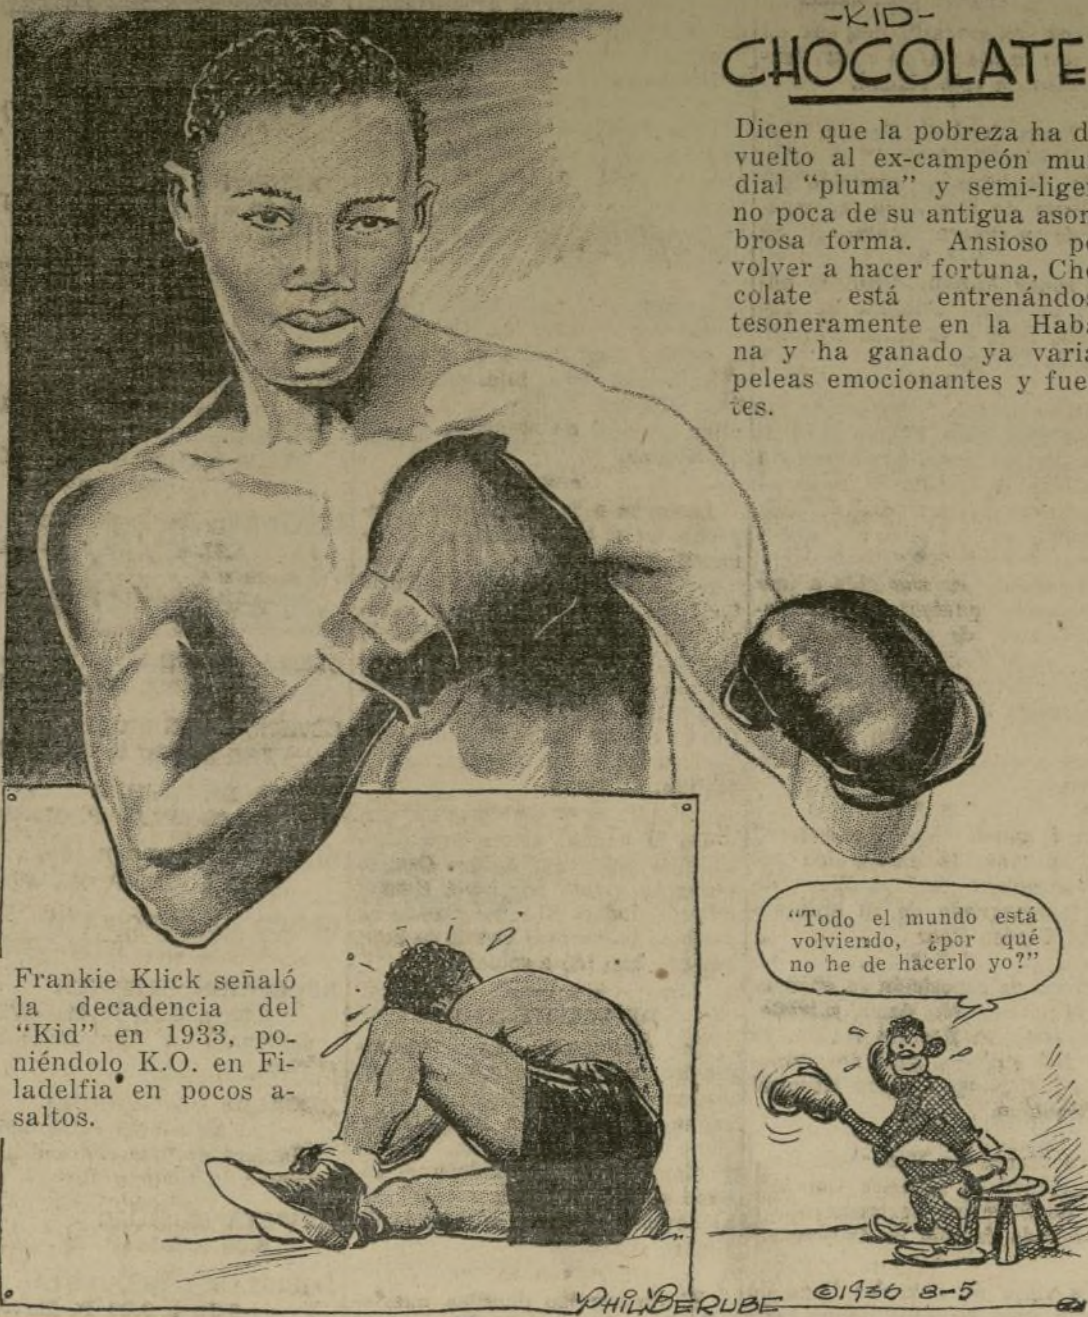 -KID-
CHOCOLATE
Dicen que la pobreza ha d
vuelto al ex-campeón mu
dial "pluma" y semi-lige
no poca de su antigua ason
brosa forma. Ansioso p
volver a hacer fortuna, Ch
colate está entrenándo
tesoneramente en la Hab
na y ha ganado ya varia
peleas emocionantes y fue
tes.
"Todo el mundo está
volviendo, ¿por qué
no he de hacerlo yo?"
Frankie Klick señaló
la decadencia del
"Kid" en 1933, po-
niéndolo K.O. en Fi-
ladelfia en pocos a-
saltos.
PHIL BERUBE ©1936 8-5